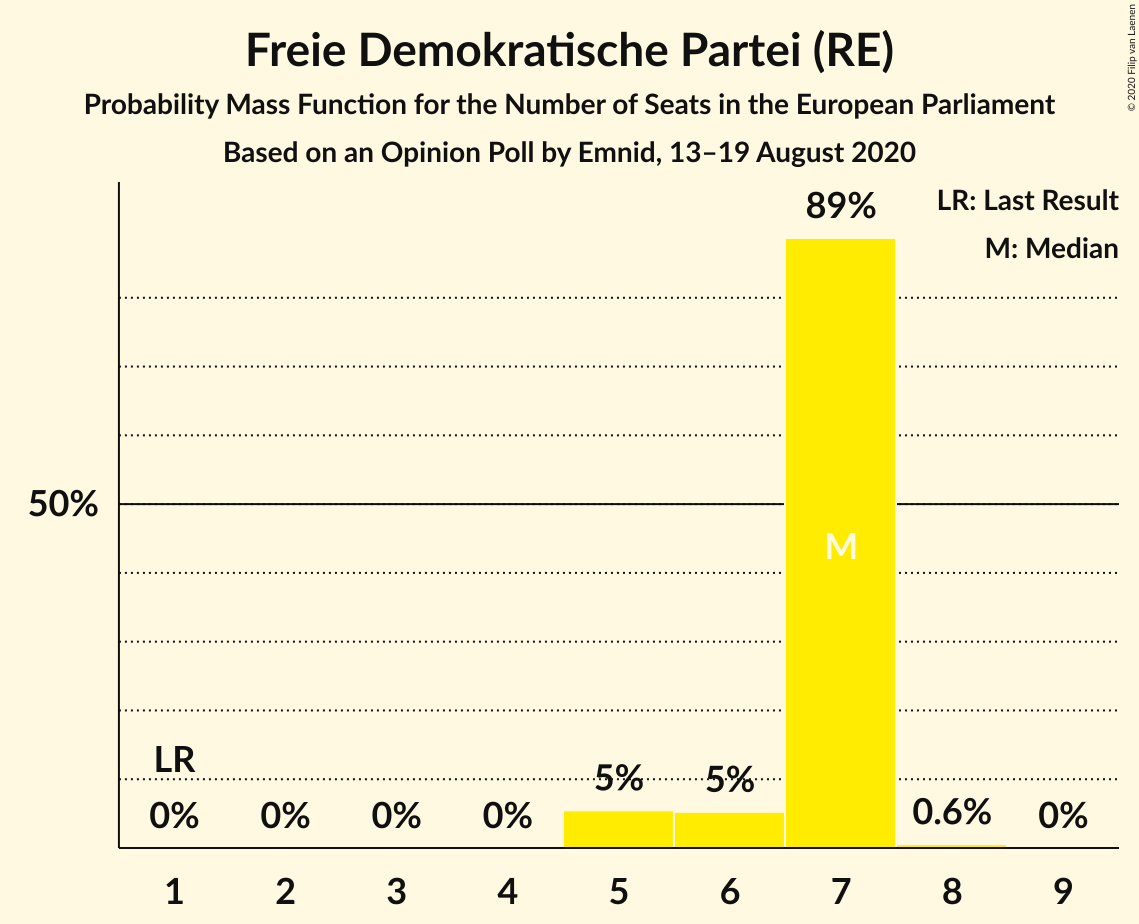 Freie Demokratische Partei (RE)
Probability Mass Function for the Number of Seats in the European Parliament
Based on an Opinion Poll by Emnid, 13–19 August 2020
© 2020 Filip van Laenen
LR: Last Result
M: Median
89%
50%
M
LR
0%
0%
0%
0%
5%
5%
0.6%
0%
1 2 3 4 5 6 7 8 9